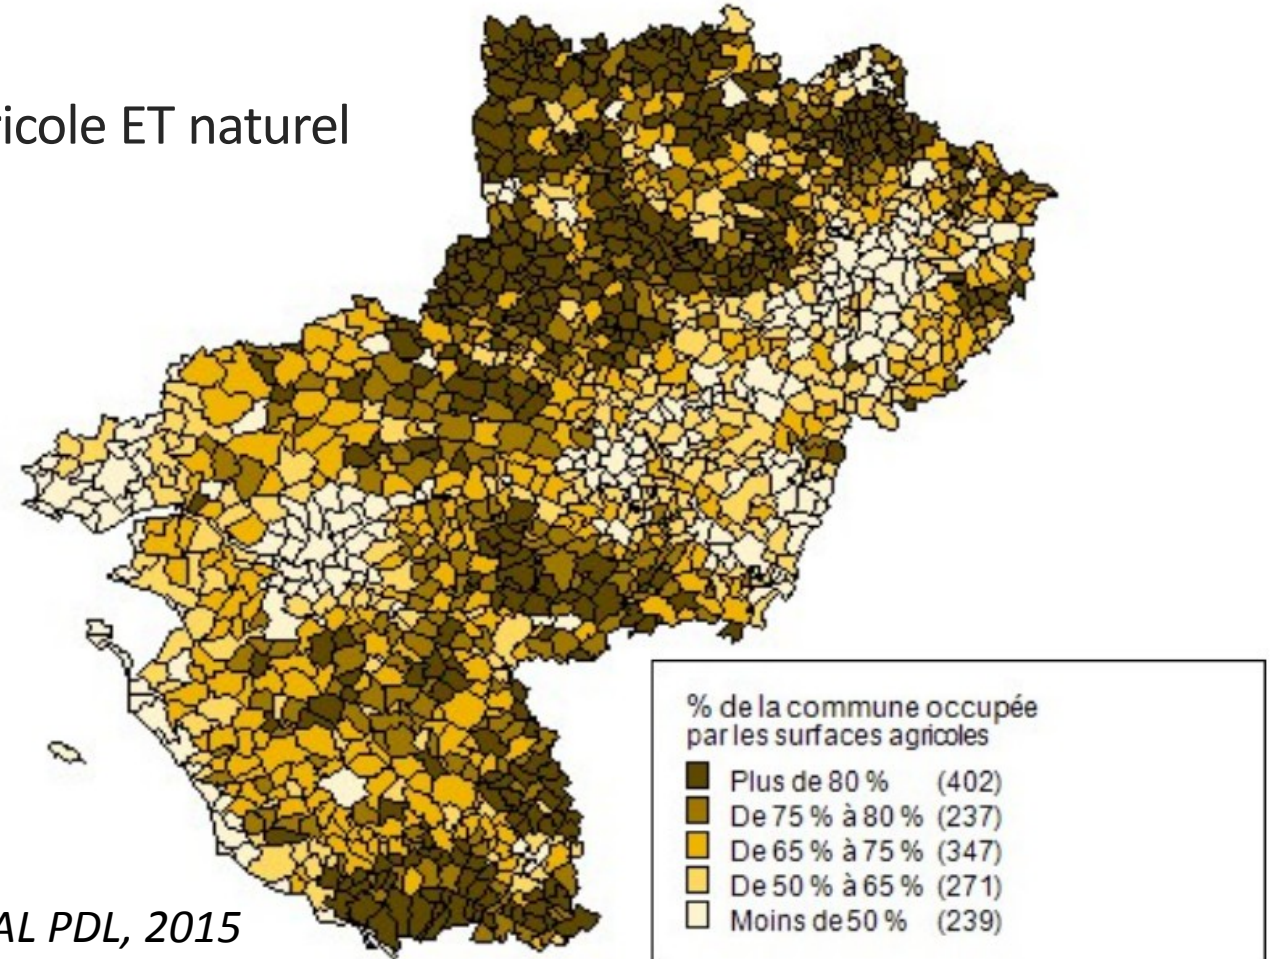 ricole ET naturel
% de la commune occupée
par les surfaces agricoles
Plus de 80 % (402)
De 75 % à 80 % (237)
De 65 % à 75 % (347)
De 50 % à 65 % (271)
Moins de 50 % (239)
AL PDL, 2015